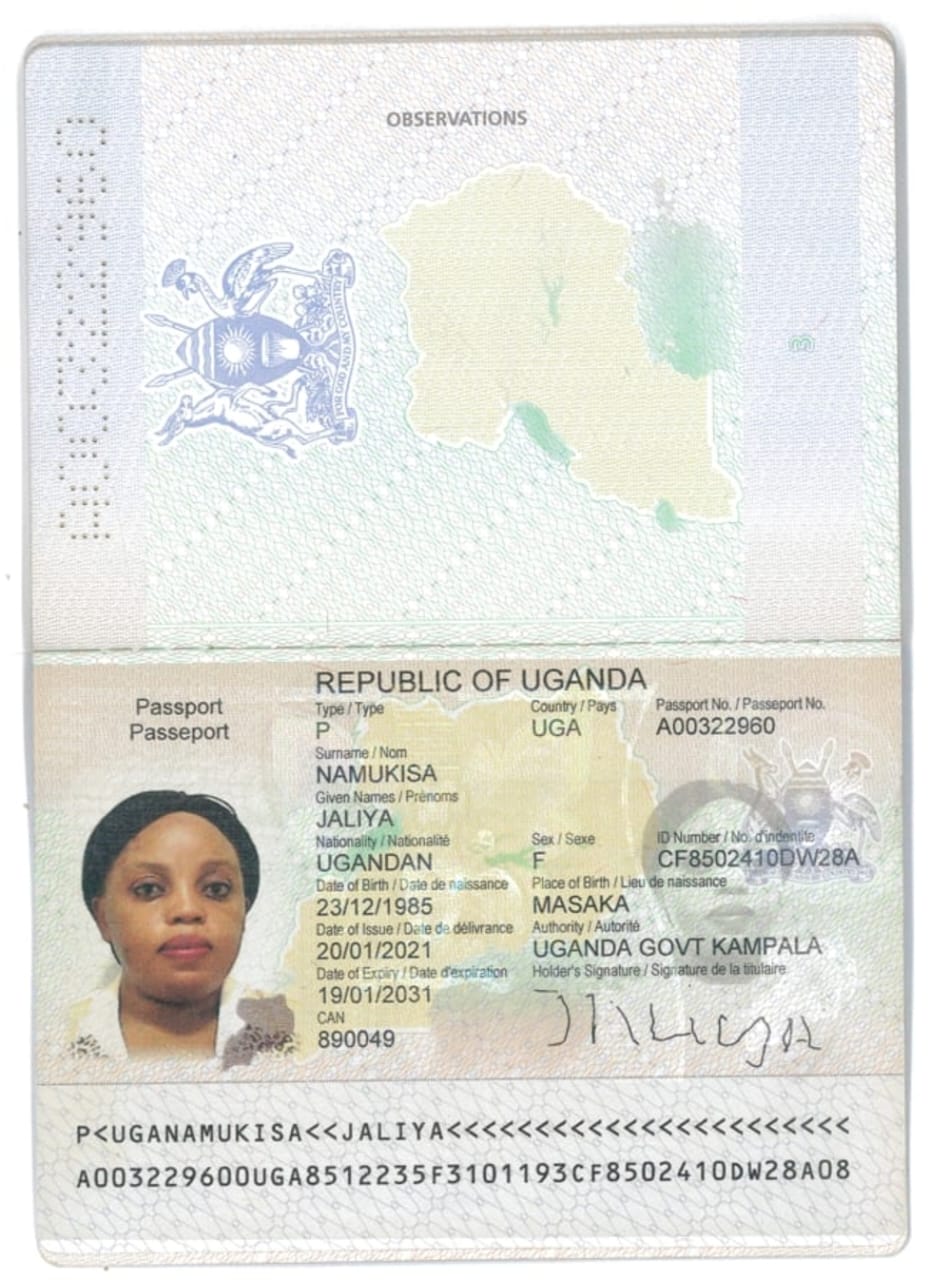 OBSERVATIONS
A00322960
FOR GOD AND MY COUNTRY
REPUBLIC OF UGANDA
Passport
Passeport
Type / Type
Country / Pays
Passport No. / Passeport No.
P
UGA
A00322960
Surname / Nom
NAMUKISA
Given Names / Prénoms
JALIYA
Nationality / Nationalité
Sex / Sexe
ID Number / No. d'indentite
UGANDAN
F
CF8502410DW28A
Date of Birth / Date de naissance
Place of Birth / Lieu de naissance
23/12/1985
MASAKA
Date of Issue / Date de délivrance
Authority / Autorité
20/01/2021
UGANDA GOVT KAMPALA
Date of Expiry / Date d'expiration
Holder's Signature / Signature de la titulaire
19/01/2031
CAN
890049
P<UGANAMUKISA<<JALIYA<<<<<<<<<<<<<<<<<<<<<<<
A003229600UGA8512235F3101193CF8502410DW28A08